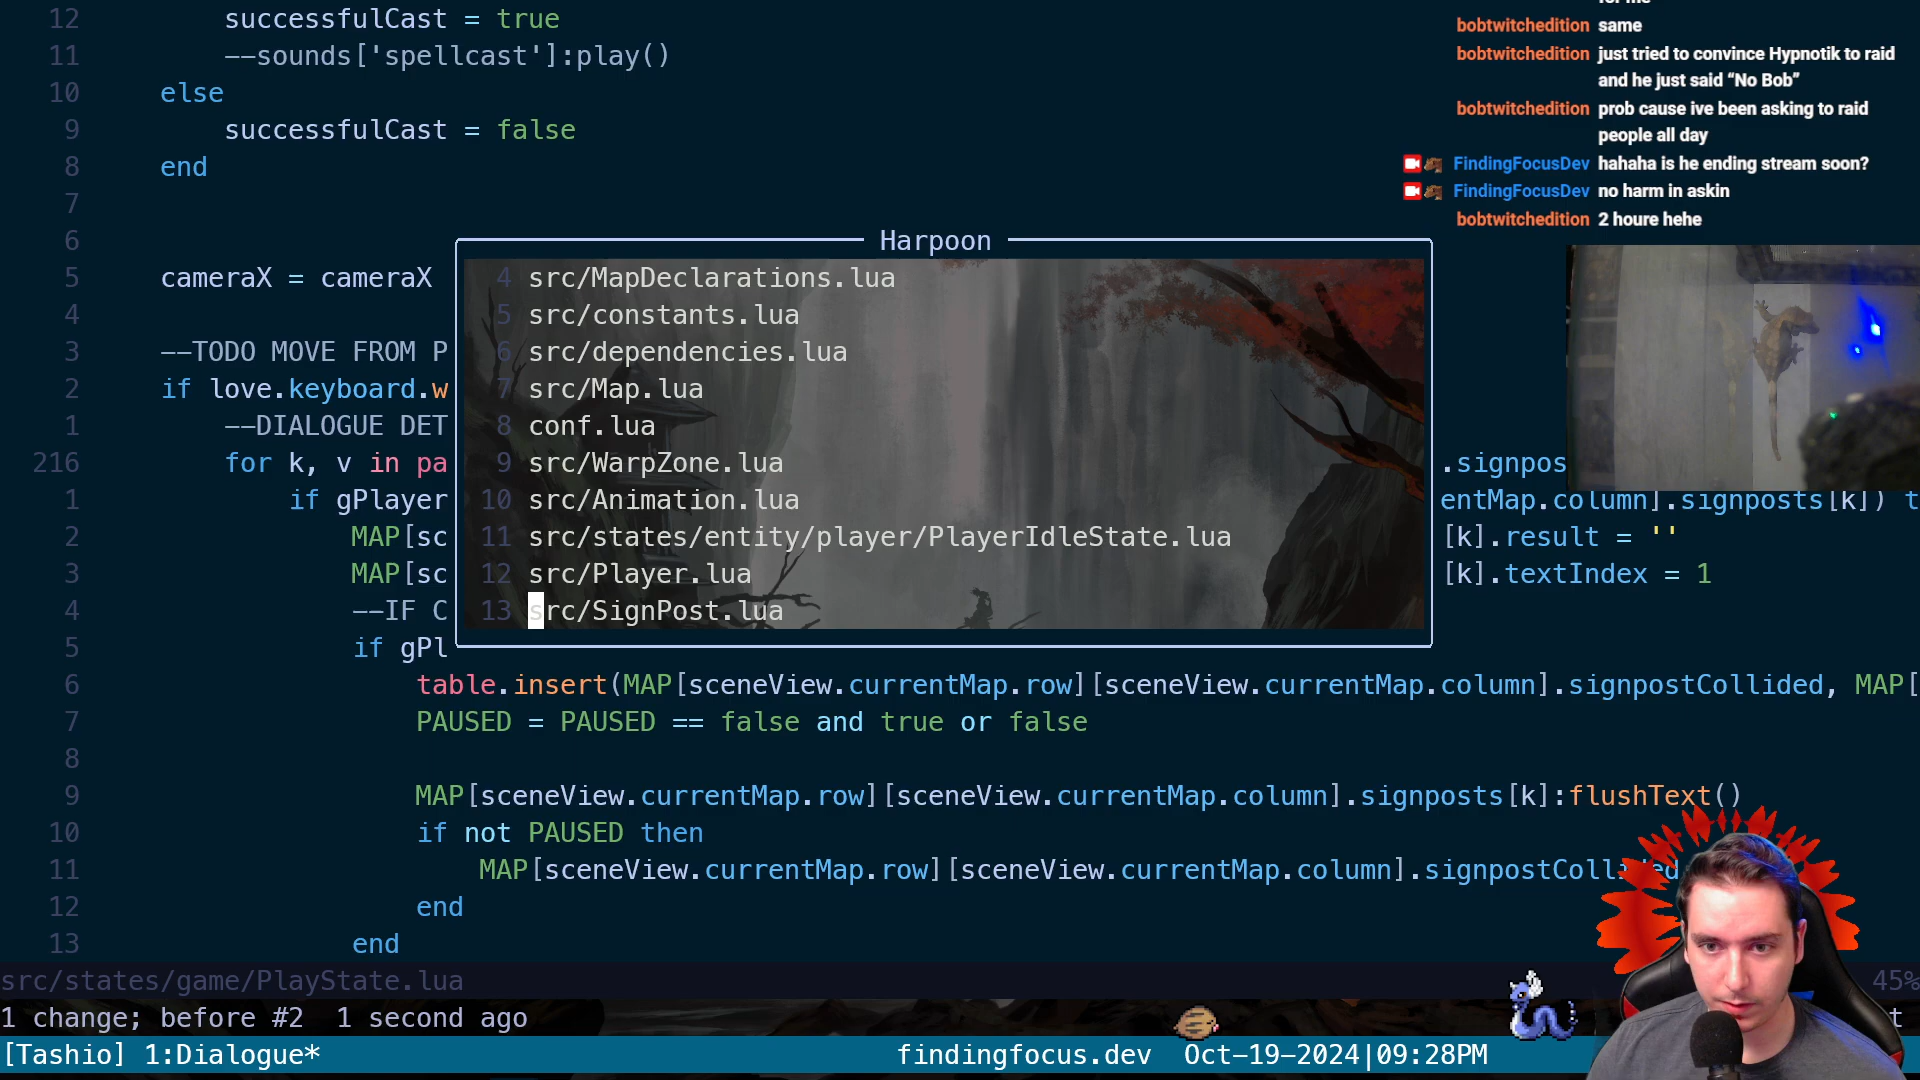 12 successfulCast = true
11 --sounds['spellcast']:play()
10 else
9 successfulCast = false
8 end
7
6
5 cameraX = cameraX
4
3 --TODO MOVE FROM P
2 if love.keyboard.w
1 --DIALOGUE DET
216 for k, v in pa .signpos
1 if gPlayer entMap.column].signposts[k]) t
2 MAP[sc [k].result = ''
3 MAP[sc [k].textIndex = 1
4 --IF C
5 if gPl
6 table.insert(MAP[sceneView.currentMap.row][sceneView.currentMap.column].signpostCollided, MAP[
7 PAUSED = PAUSED == false and true or false
8
9 MAP[sceneView.currentMap.row][sceneView.currentMap.column].signposts[k]:flushText()
10 if not PAUSED then
11 MAP[sceneView.currentMap.row][sceneView.currentMap.column].signpostCollided
12 end
13 end
Harpoon
4 src/MapDeclarations.lua
5 src/constants.lua
6 src/dependencies.lua
7 src/Map.lua
8 conf.lua
9 src/WarpZone.lua
10 src/Animation.lua
11 src/states/entity/player/PlayerIdleState.lua
12 src/Player.lua
13 src/SignPost.lua
bobtwitchedition same
bobtwitchedition just tried to convince Hypnotik to raid
and he just said “No Bob”
bobtwitchedition prob cause ive been asking to raid
people all day
FindingFocusDev hahaha is he ending stream soon?
FindingFocusDev no harm in askin
bobtwitchedition 2 houre hehe
src/states/game/PlayState.lua 45%
1 change; before #2 1 second ago
[Tashio] 1:Dialogue* findingfocus.dev Oct-19-2024|09:28PM